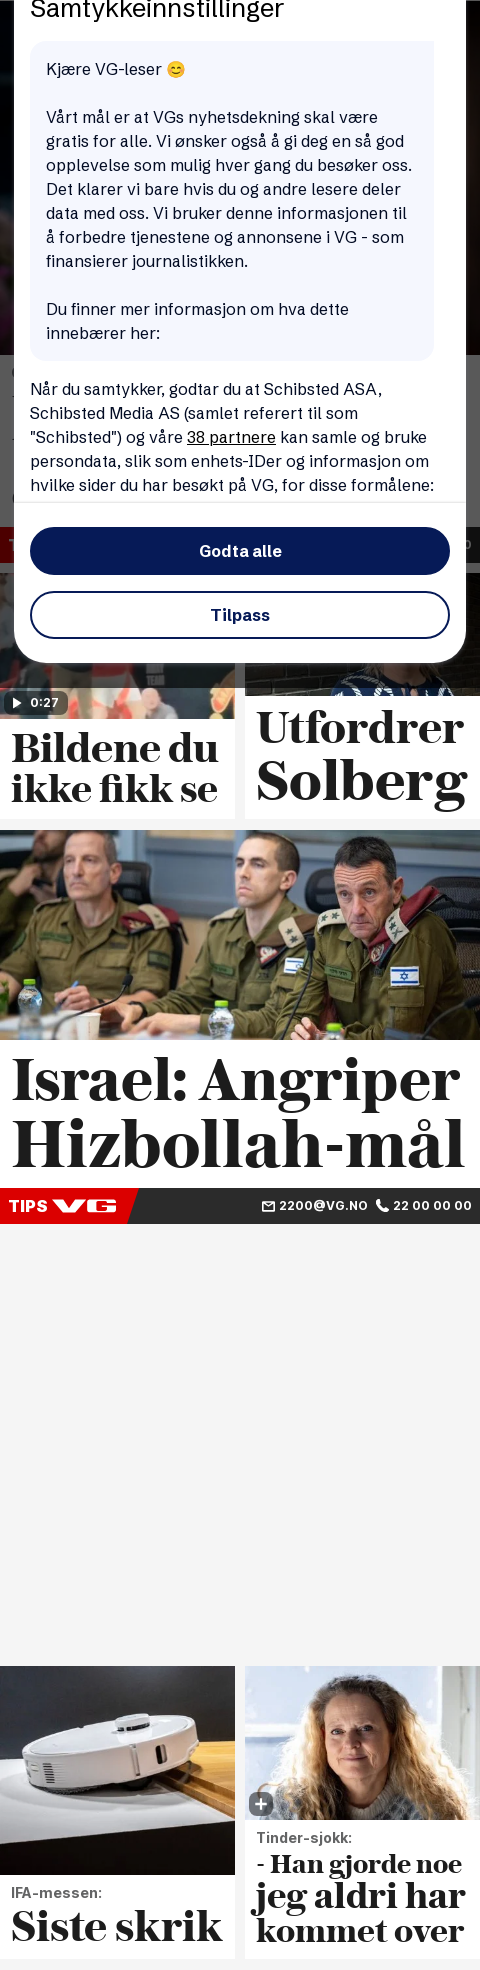 Samtykkeinnstillinger
Kjære VG-leser 😊
Vårt mål er at VGs nyhetsdekning skal være
gratis for alle. Vi ønsker også å gi deg en så god
opplevelse som mulig hver gang du besøker oss.
Det klarer vi bare hvis du og andre lesere deler
data med oss. Vi bruker denne informasjonen til
å forbedre tjenestene og annonsene i VG - som
finansierer journalistikken.
Du finner mer informasjon om hva dette
innebærer her:
Når du samtykker, godtar du at Schibsted ASA,
Schibsted Media AS (samlet referert til som
"Schibsted") og våre 38 partnere kan samle og bruke
persondata, slik som enhets-IDer og informasjon om
hvilke sider du har besøkt på VG, for disse formålene:
Godta alle
Tilpass
0:27
Bildene du
ikke fikk se
Utfordrer
Solberg
Israel: Angriper
Hizbollah-mål
TIPS VG 2200@VG.NO 22 00 00 00
IFA-messen:
Siste skrik
Tinder-sjokk:
- Han gjorde noe
jeg aldri har
kommet over